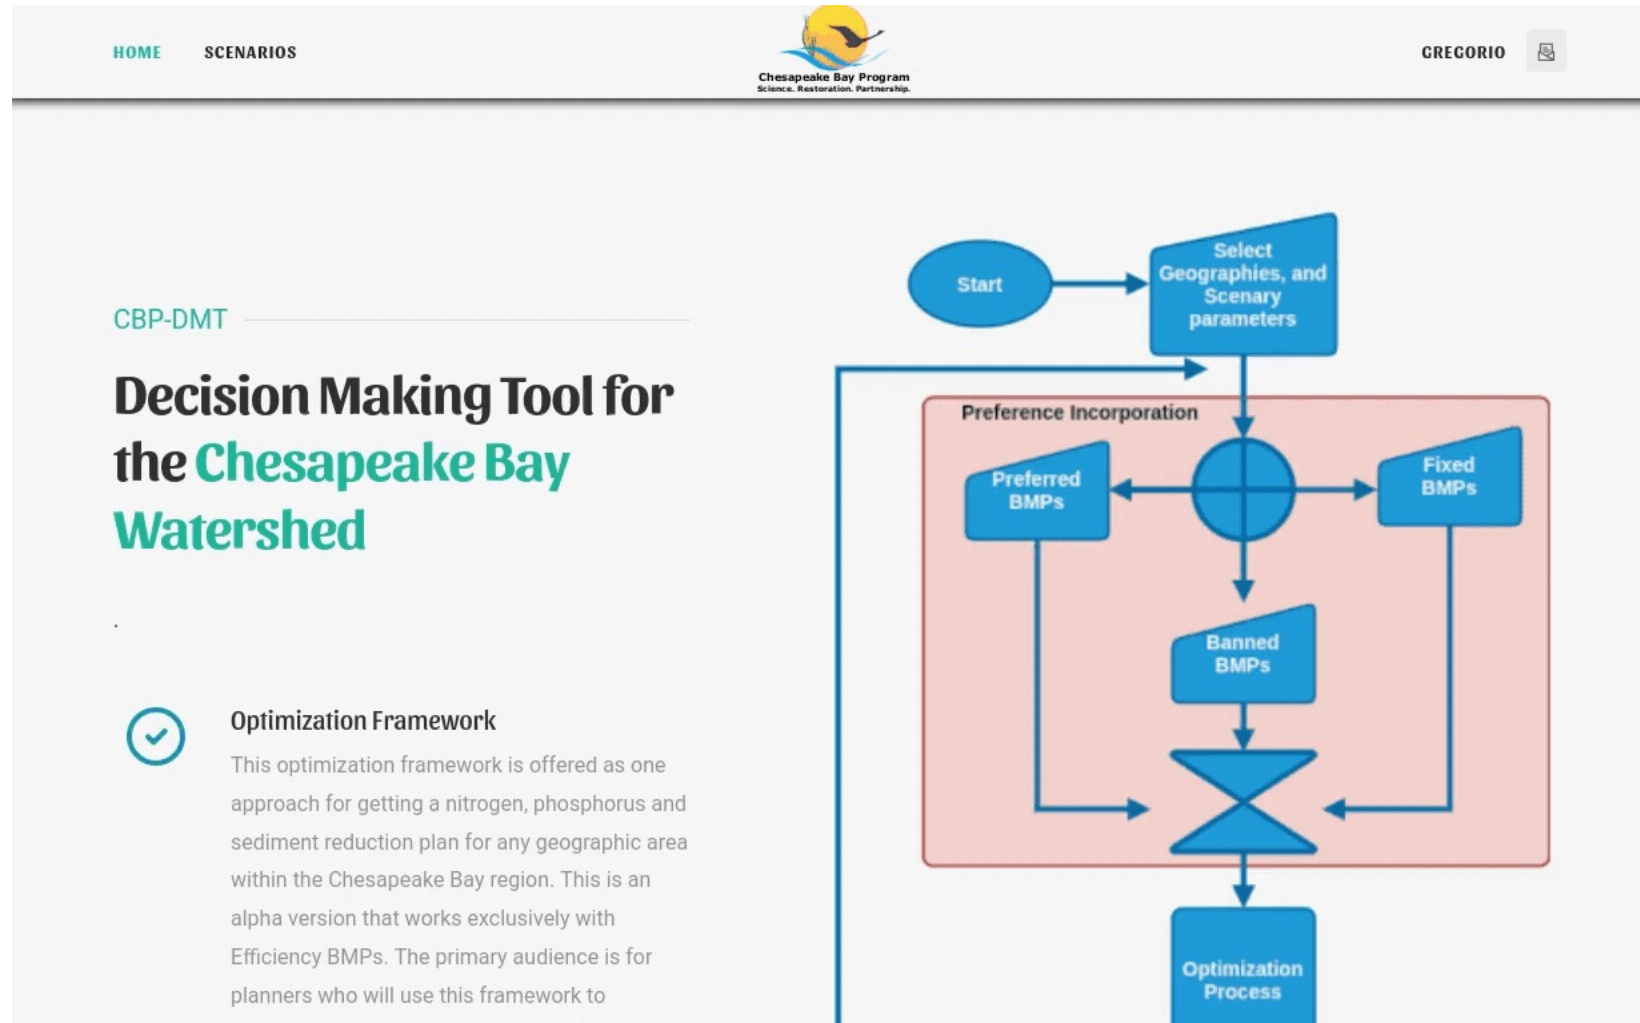 HOME
SCENARIOS
Chesapeake Bay Program
Science. Restoration. Partnership.
GREGORIO
CBP-DMT
Decision Making Tool for
the Chesapeake Bay
Watershed
.
Optimization Framework
This optimization framework is offered as one
approach for getting a nitrogen, phosphorus and
sediment reduction plan for any geographic area
within the Chesapeake Bay region. This is an
alpha version that works exclusively with
Efficiency BMPs. The primary audience is for
planners who will use this framework to
Start
Select
Geographies, and
Scenary
parameters
Preference Incorporation
Preferred
BMPs
Fixed
BMPs
Banned
BMPs
Optimization
Process